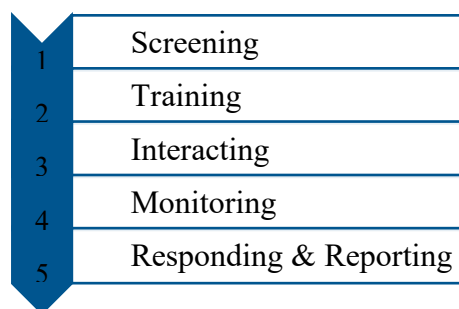 1 Screening
2 Training
3 Interacting
4 Monitoring
5 Responding & Reporting